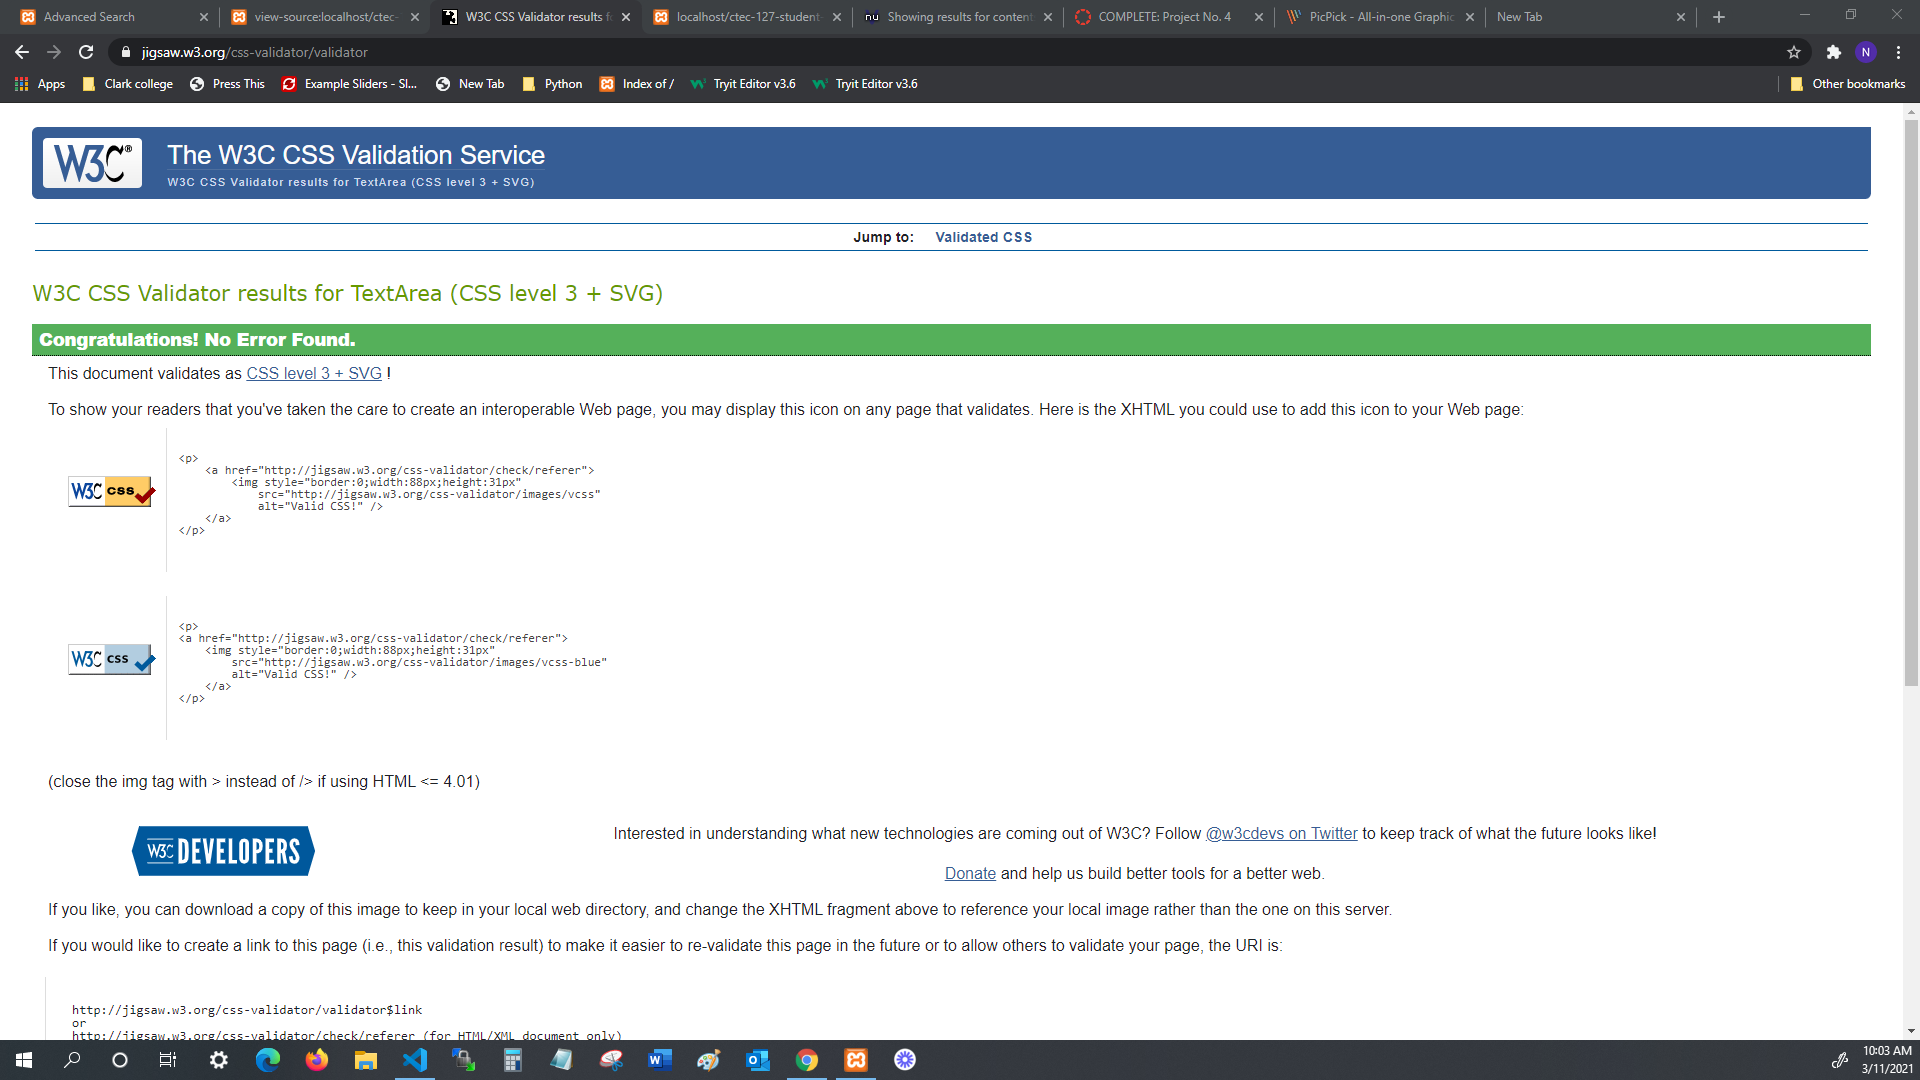 Advanced Search
view-source:localhost/ctec-
W3C CSS Validator results f
localhost/ctec-127-student
nu Showing results for content
COMPLETE: Project No. 4
PicPick - All-in-one Graphic
New Tab
jigsaw.w3.org/css-validator/validator
N
Apps
Clark college
Press This
Example Sliders - Sl...
New Tab
Python
Index of /
Tryit Editor v3.6
Tryit Editor v3.6
Other bookmarks
W3C®
The W3C CSS Validation Service
W3C CSS Validator results for TextArea (CSS level 3 + SVG)
Jump to: Validated CSS
W3C CSS Validator results for TextArea (CSS level 3 + SVG)
Congratulations! No Error Found.
This document validates as CSS level 3 + SVG !
To show your readers that you've taken the care to create an interoperable Web page, you may display this icon on any page that validates. Here is the XHTML you could use to add this icon to your Web page:
W3C css
<p>
<a href="http://jigsaw.w3.org/css-validator/check/referer">
<img style="border:0;width:88px;height:31px"
src="http://jigsaw.w3.org/css-validator/images/vcss"
alt="Valid CSS!" />
</a>
</p>
W3C css
<p>
<a href="http://jigsaw.w3.org/css-validator/check/referer">
<img style="border:0;width:88px;height:31px"
src="http://jigsaw.w3.org/css-validator/images/vcss-blue"
alt="Valid CSS!" />
</a>
</p>
(close the img tag with > instead of /> if using HTML <= 4.01)
W3C DEVELOPERS
Interested in understanding what new technologies are coming out of W3C? Follow @w3cdevs on Twitter to keep track of what the future looks like!
Donate and help us build better tools for a better web.
If you like, you can download a copy of this image to keep in your local web directory, and change the XHTML fragment above to reference your local image rather than the one on this server.
If you would like to create a link to this page (i.e., this validation result) to make it easier to re-validate this page in the future or to allow others to validate your page, the URI is:
http://jigsaw.w3.org/css-validator/validator$link
or
http://jigsaw.w3.org/css-validator/check/referer (for HTML/XML document only)
10:03 AM
3/11/2021